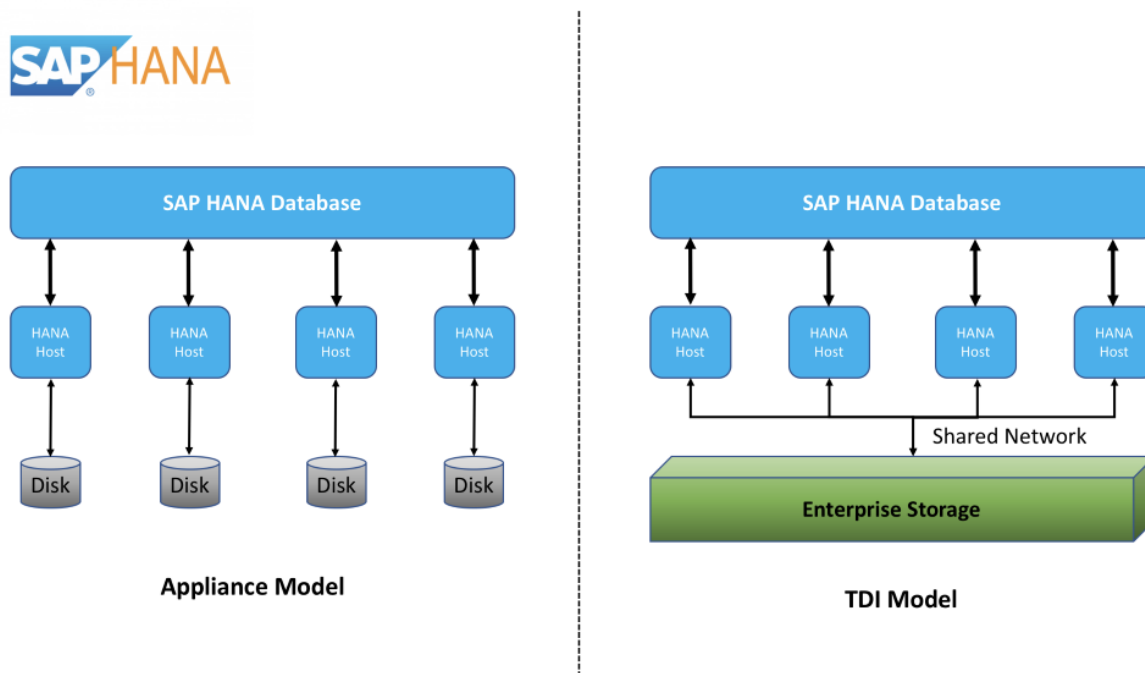 SAP HANA
®
SAP HANA Database
HANA
Host
HANA
Host
HANA
Host
HANA
Host
Disk
Disk
Disk
Disk
Appliance Model
SAP HANA Database
HANA
Host
HANA
Host
HANA
Host
HANA
Host
Shared Network
Enterprise Storage
TDI Model